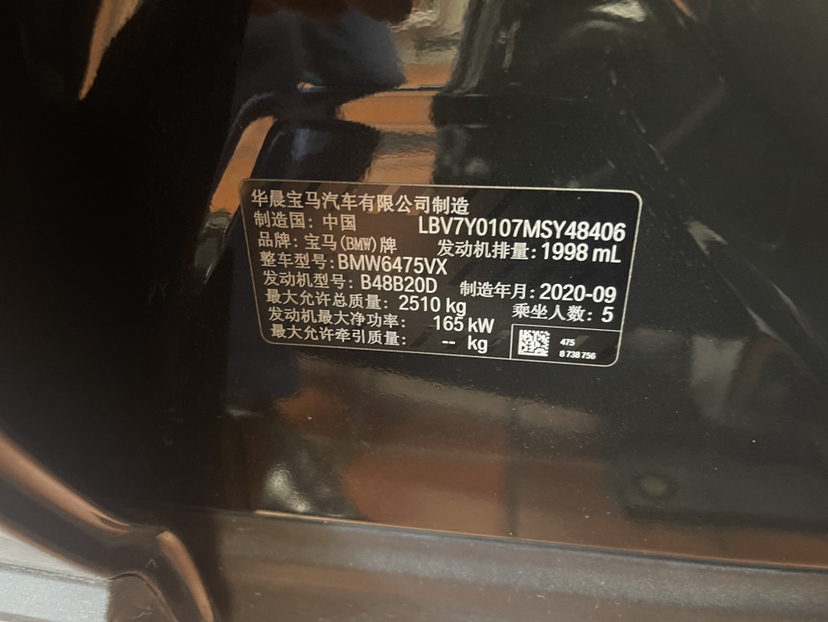 华晨宝马汽车有限公司制造
制造国：中国 LBV7Y0107MSY48406
品牌：宝马(BMW)牌 发动机排量：1998 mL
整车型号：BMW6475VX
发动机型号：B48B20D 制造年月：2020-09
最大允许总质量：2510 kg 乘坐人数：5
发动机最大净功率：165 kW
最大允许牵引质量：-- kg
475
8 738 756